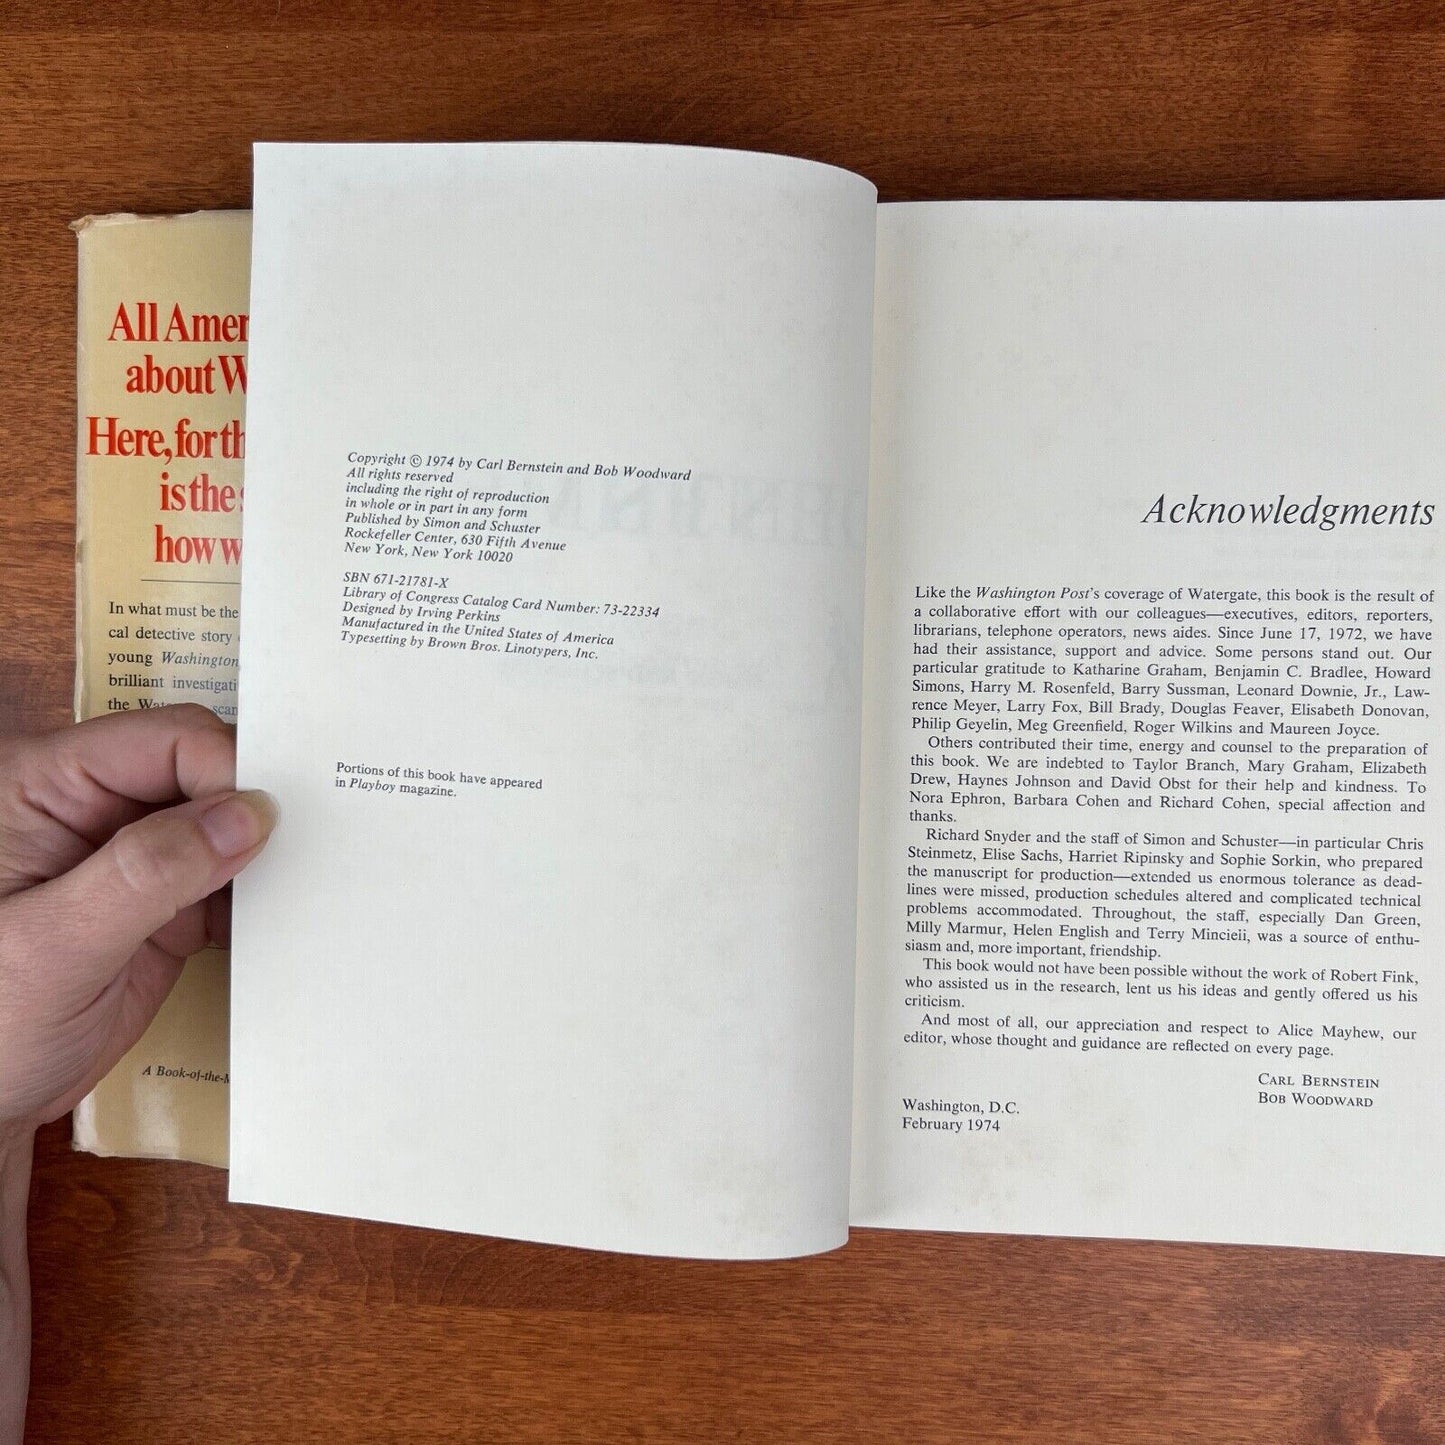 All Amer
about W
Here, for th
is the s
how w
In what must be the
cal detective story
young Washington
brilliant investigati
the Wat scan
A Book-of-the-M
Copyright © 1974 by Carl Bernstein and Bob Woodward
All rights reserved
including the right of reproduction
in whole or in part in any form
Published by Simon and Schuster
Rockefeller Center, 630 Fifth Avenue
New York, New York 10020
SBN 671-21781-X
Library of Congress Catalog Card Number: 73-22334
Designed by Irving Perkins
Manufactured in the United States of America
Typesetting by Brown Bros. Linotypers, Inc.
Portions of this book have appeared
in Playboy magazine.
Acknowledgments
Like the Washington Post's coverage of Watergate, this book is the result of
a collaborative effort with our colleagues—executives, editors, reporters,
librarians, telephone operators, news aides. Since June 17, 1972, we have
had their assistance, support and advice. Some persons stand out. Our
particular gratitude to Katharine Graham, Benjamin C. Bradlee, Howard
Simons, Harry M. Rosenfeld, Barry Sussman, Leonard Downie, Jr., Law-
rence Meyer, Larry Fox, Bill Brady, Douglas Feaver, Elisabeth Donovan,
Philip Geyelin, Meg Greenfield, Roger Wilkins and Maureen Joyce.
Others contributed their time, energy and counsel to the preparation of
this book. We are indebted to Taylor Branch, Mary Graham, Elizabeth
Drew, Haynes Johnson and David Obst for their help and kindness. To
Nora Ephron, Barbara Cohen and Richard Cohen, special affection and
thanks.
Richard Snyder and the staff of Simon and Schuster—in particular Chris
Steinmetz, Elise Sachs, Harriet Ripinsky and Sophie Sorkin, who prepared
the manuscript for production—extended us enormous tolerance as dead-
lines were missed, production schedules altered and complicated technical
problems accommodated. Throughout, the staff, especially Dan Green,
Milly Marmur, Helen English and Terry Mincieii, was a source of enthu-
siasm and, more important, friendship.
This book would not have been possible without the work of Robert Fink,
who assisted us in the research, lent us his ideas and gently offered us his
criticism.
And most of all, our appreciation and respect to Alice Mayhew, our
editor, whose thought and guidance are reflected on every page.
CARL BERNSTEIN
BOB WOODWARD
Washington, D.C.
February 1974